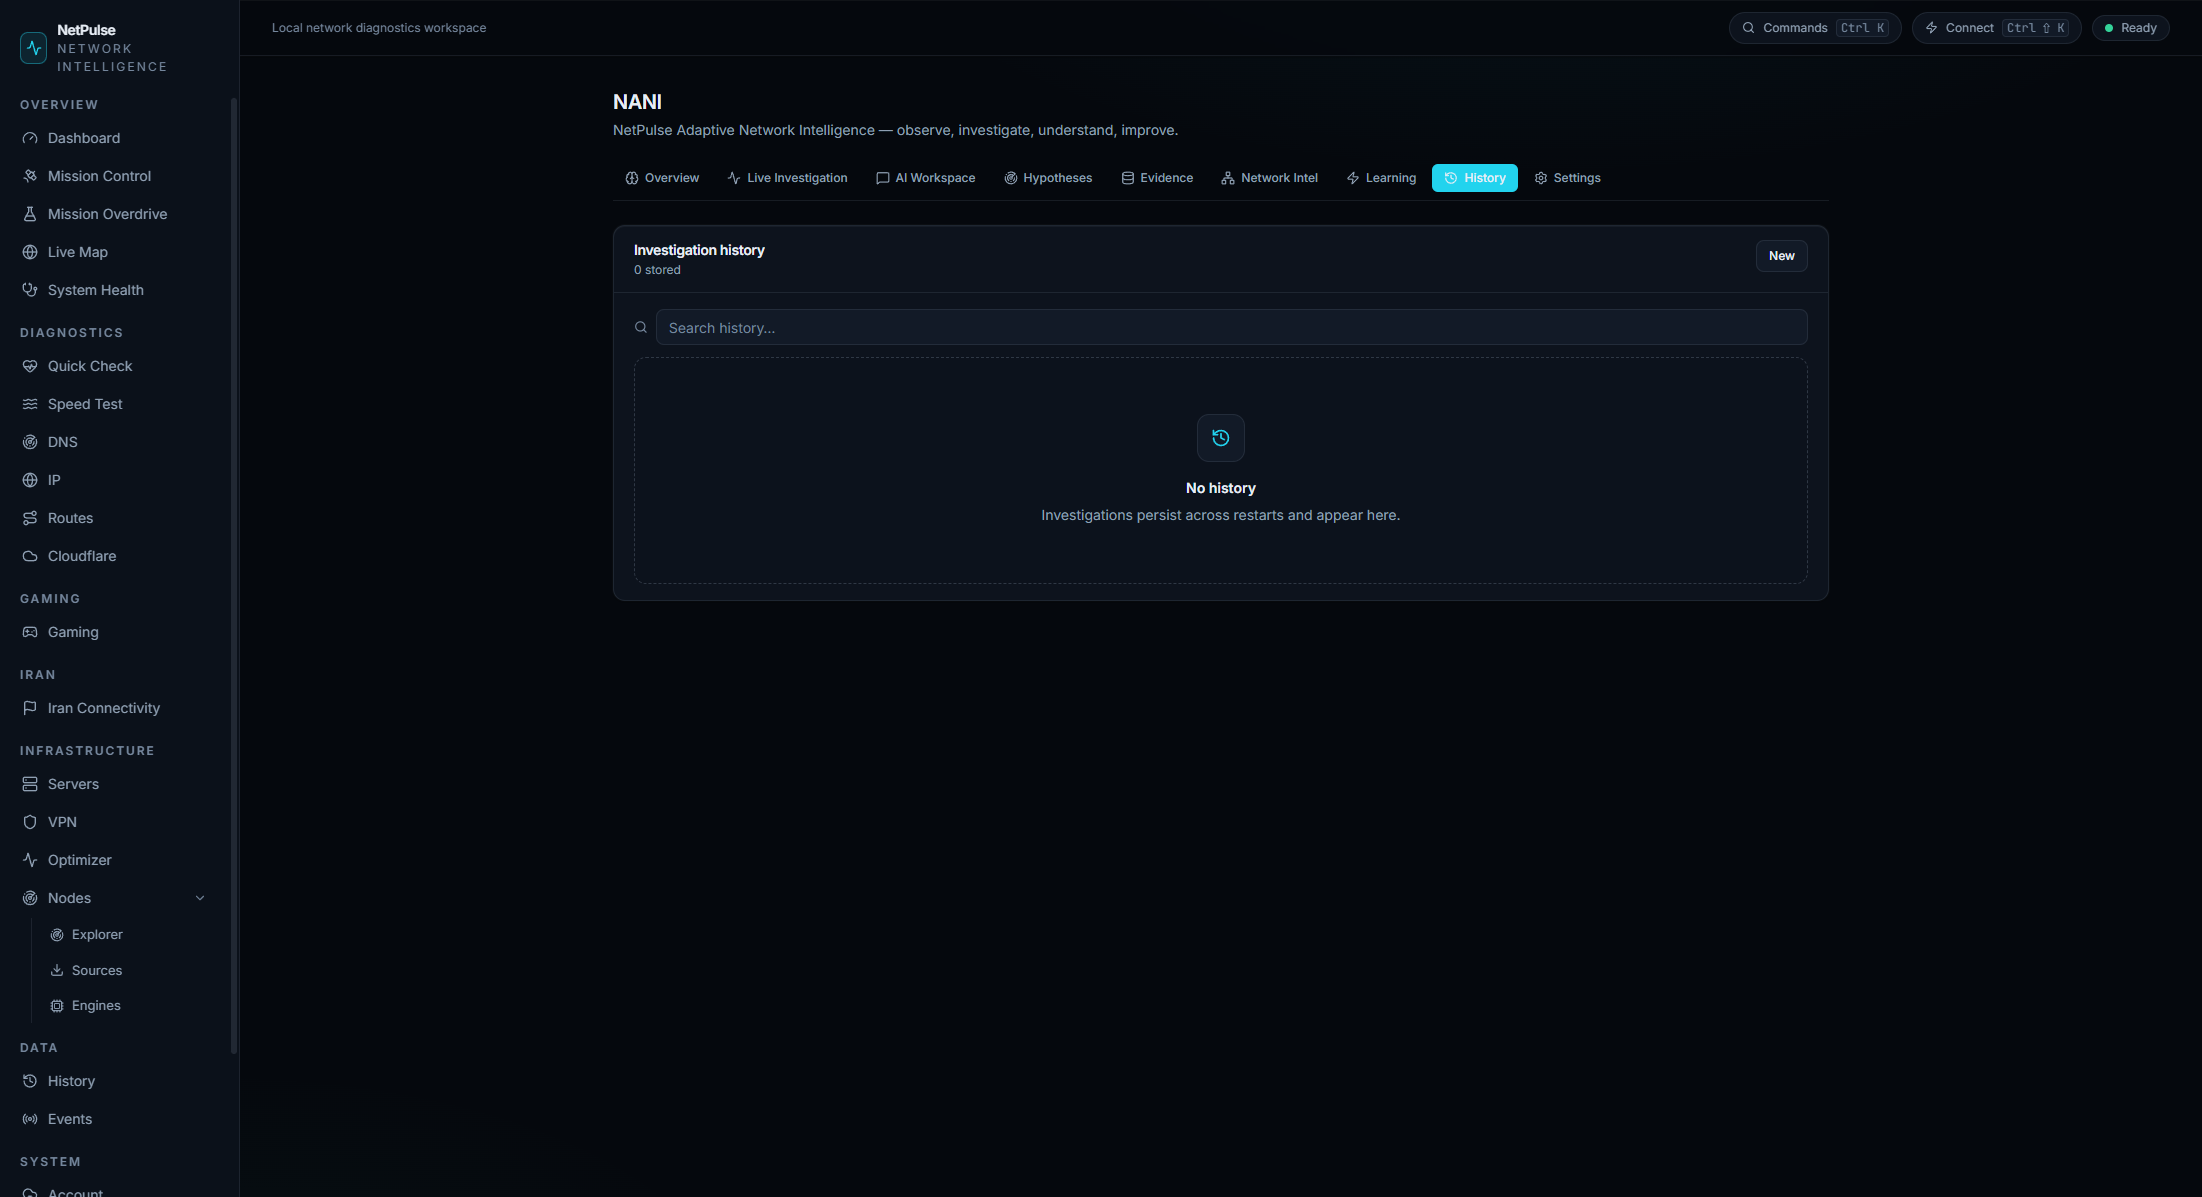 NetPulse
NETWORK
INTELLIGENCE
OVERVIEW
Dashboard
Mission Control
Mission Overdrive
Live Map
System Health
DIAGNOSTICS
Quick Check
Speed Test
DNS
IP
Routes
Cloudflare
GAMING
Gaming
IRAN
Iran Connectivity
INFRASTRUCTURE
Servers
VPN
Optimizer
Nodes
Explorer
Sources
Engines
DATA
History
Events
SYSTEM
Account
Local network diagnostics workspace
Commands Ctrl K
Connect Ctrl ⇧ K
Ready
NANI
NetPulse Adaptive Network Intelligence — observe, investigate, understand, improve.
Overview Live Investigation AI Workspace Hypotheses Evidence Network Intel Learning History Settings
Investigation history
0 stored
New
Search history...
No history
Investigations persist across restarts and appear here.